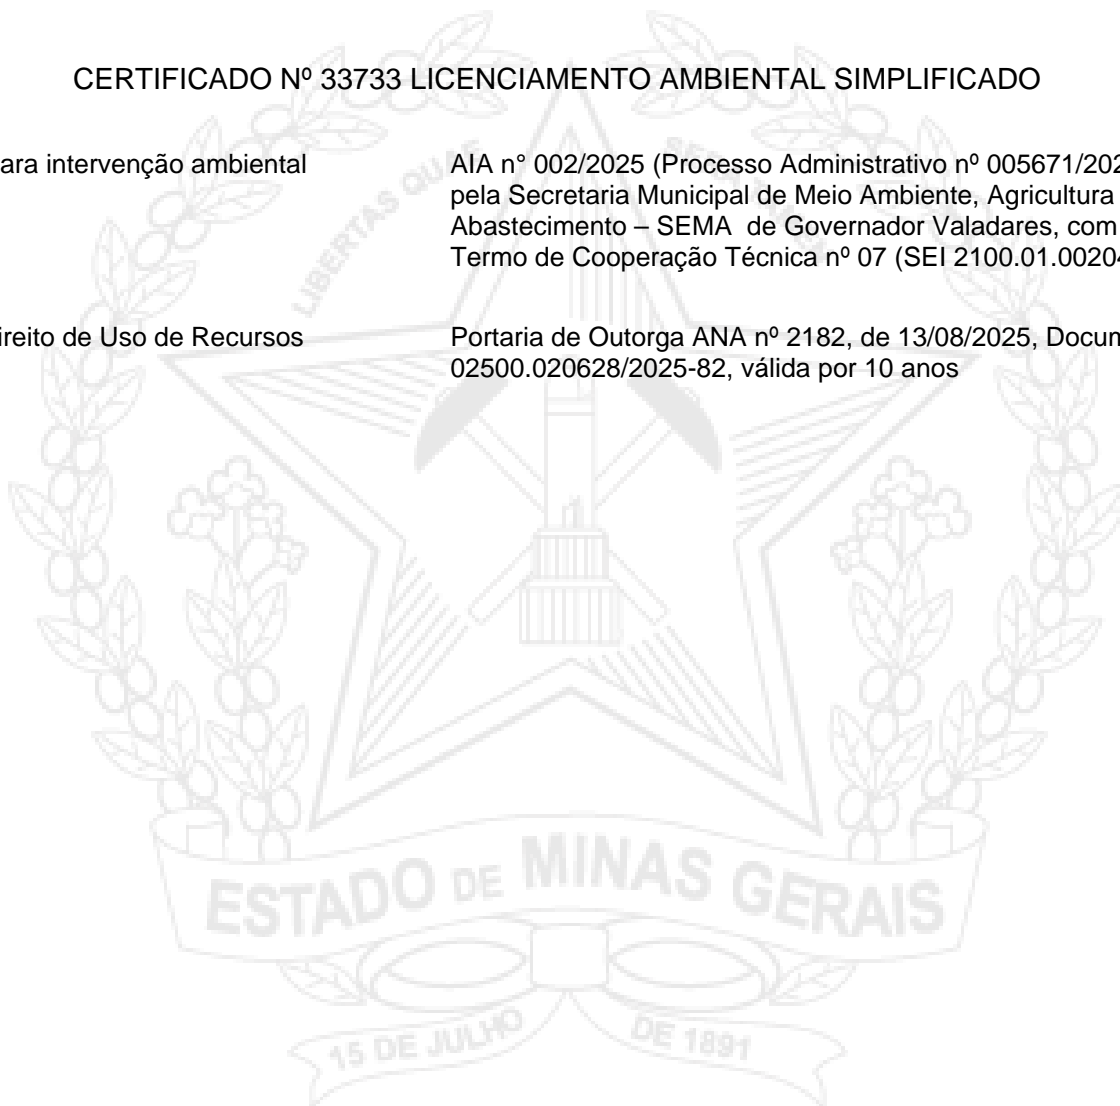 CERTIFICADO Nº 33733 LICENCIAMENTO AMBIENTAL SIMPLIFICADO
ara intervenção ambiental
AIA n° 002/2025 (Processo Administrativo nº 005671/202
pela Secretaria Municipal de Meio Ambiente, Agricultura
Abastecimento – SEMA de Governador Valadares, com
Termo de Cooperação Técnica nº 07 (SEI 2100.01.00204
ireito de Uso de Recursos
Portaria de Outorga ANA nº 2182, de 13/08/2025, Docum
02500.020628/2025-82, válida por 10 anos
LIBERTAS QUÆ
SERA TAMEN
ESTADO DE MINAS GERAIS
15 DE JULHO DE 1891